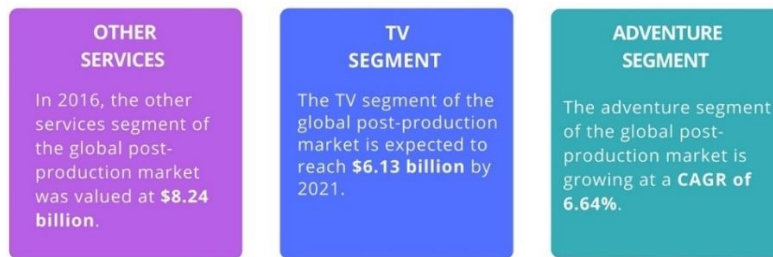 OTHER
SERVICES
In 2016, the other
services segment of
the global post-
production market
was valued at $8.24
billion.
TV
SEGMENT
The TV segment of the
global post-production
market is expected to
reach $6.13 billion by
2021.
ADVENTURE
SEGMENT
The adventure segment
of the global post-
production market is
growing at a CAGR of
6.64%.